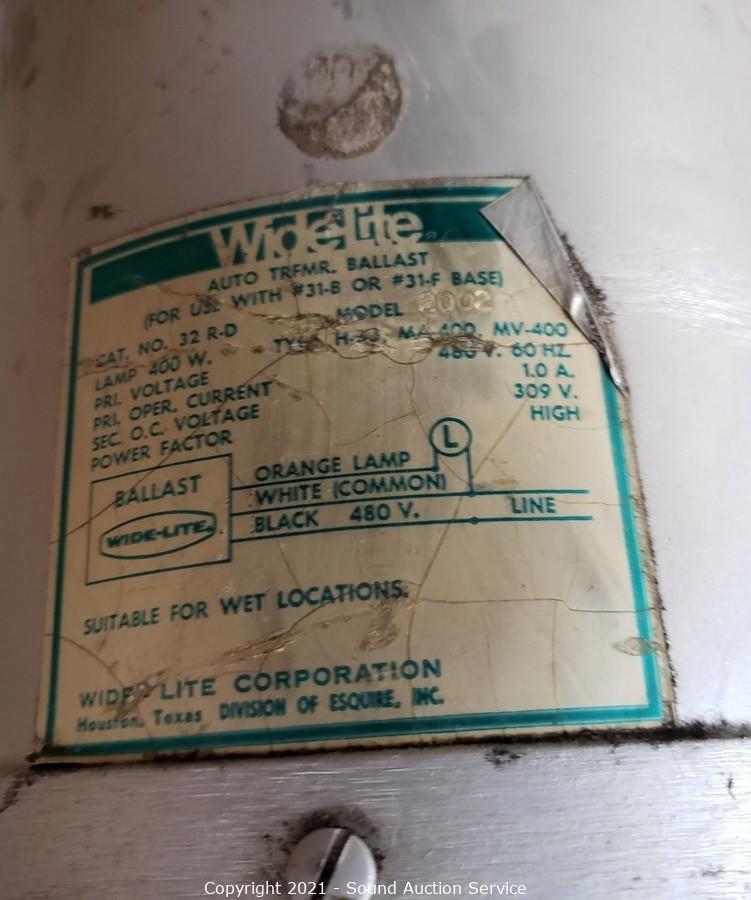 Wide-Lite
AUTO TRFMR. BALLAST
(FOR USE WITH #31-B OR #31-F BASE)
MODEL 2002
CAT. NO. 32 R-D
TYPE H-33, MA-400, MV-400
LAMP 400 W. 480 V. 60 HZ.
PRI. VOLTAGE 1.0 A.
PRI. OPER. CURRENT 309 V.
SEC. O.C. VOLTAGE HIGH
POWER FACTOR
L
ORANGE LAMP
BALLAST WHITE (COMMON)
WIDE-LITE. BLACK 480 V. LINE
SUITABLE FOR WET LOCATIONS.
WIDE-LITE CORPORATION
Houston, Texas DIVISION OF ESQUIRE, INC.
Copyright 2021 - Sound Auction Service